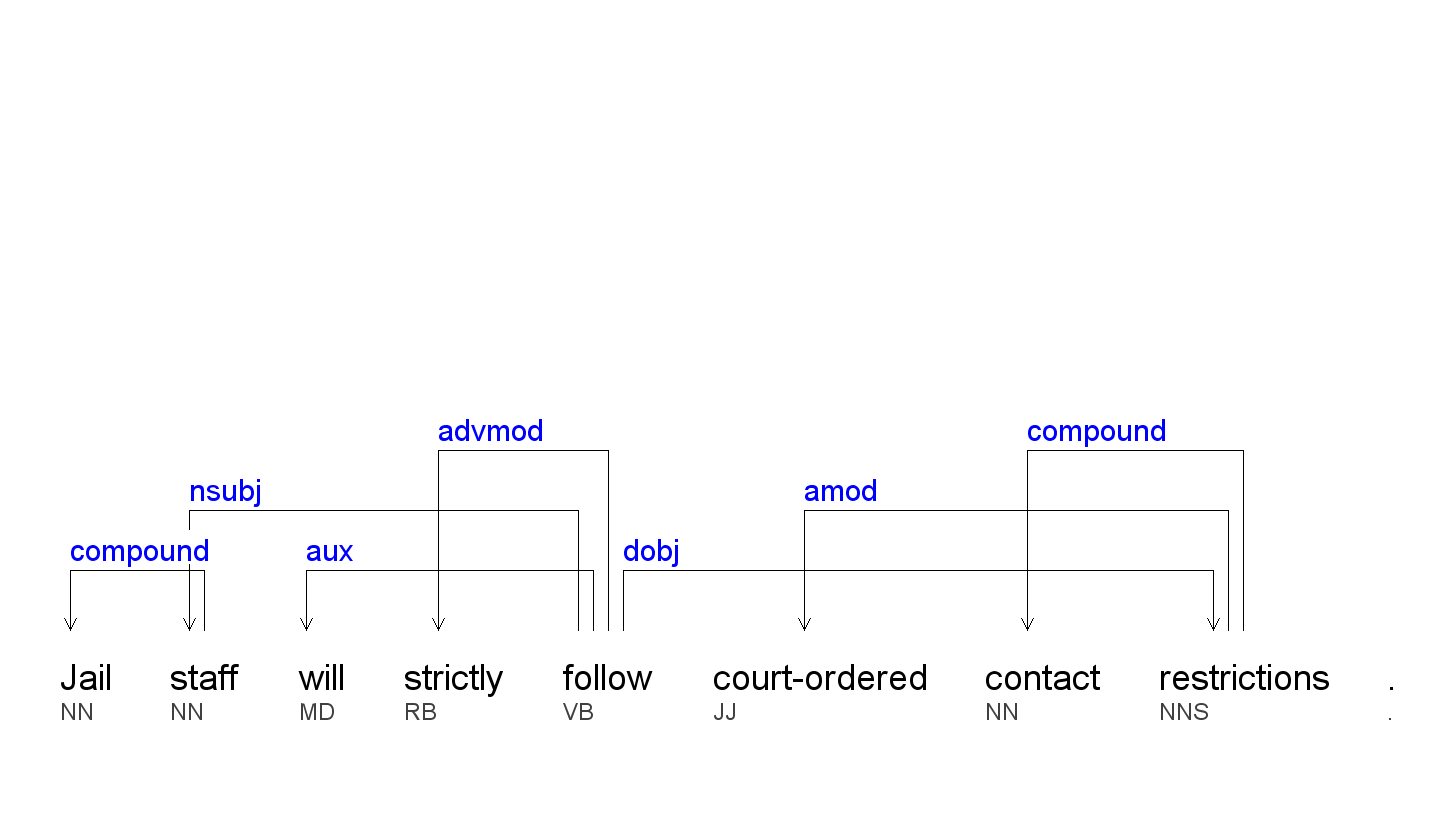 advmod compound
nsubj amod
compound aux dobj
Jail staff will strictly follow court-ordered contact restrictions .
NN NN MD RB VB JJ NN NNS .